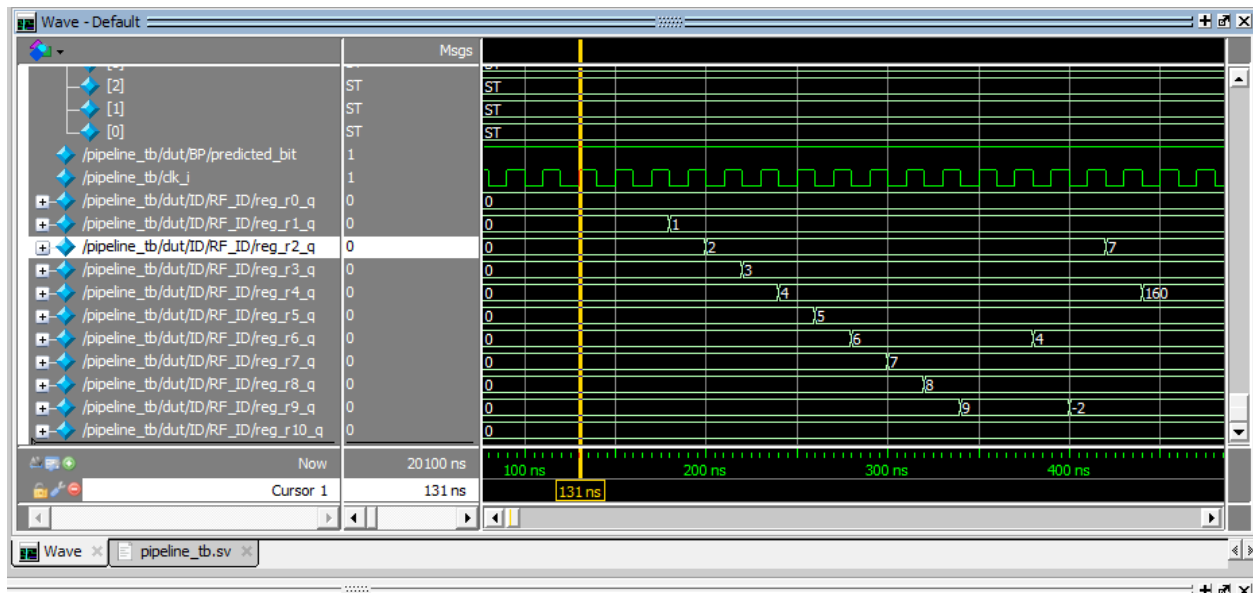 Wave - Default
Msgs
[2] ST ST
[1] ST ST
[0] ST ST
/pipeline_tb/dut/BP/predicted_bit 1
/pipeline_tb/clk_i 1
/pipeline_tb/dut/ID/RF_ID/reg_r0_q 0 0
/pipeline_tb/dut/ID/RF_ID/reg_r1_q 0 0 1
/pipeline_tb/dut/ID/RF_ID/reg_r2_q 0 0 2 7
/pipeline_tb/dut/ID/RF_ID/reg_r3_q 0 0 3
/pipeline_tb/dut/ID/RF_ID/reg_r4_q 0 0 4 160
/pipeline_tb/dut/ID/RF_ID/reg_r5_q 0 0 5
/pipeline_tb/dut/ID/RF_ID/reg_r6_q 0 0 6 4
/pipeline_tb/dut/ID/RF_ID/reg_r7_q 0 0 7
/pipeline_tb/dut/ID/RF_ID/reg_r8_q 0 0 8
/pipeline_tb/dut/ID/RF_ID/reg_r9_q 0 0 9 -2
/pipeline_tb/dut/ID/RF_ID/reg_r10_q 0 0
Now 20100 ns 100 ns 200 ns 300 ns 400 ns
Cursor 1 131 ns 131 ns
Wave pipeline_tb.sv